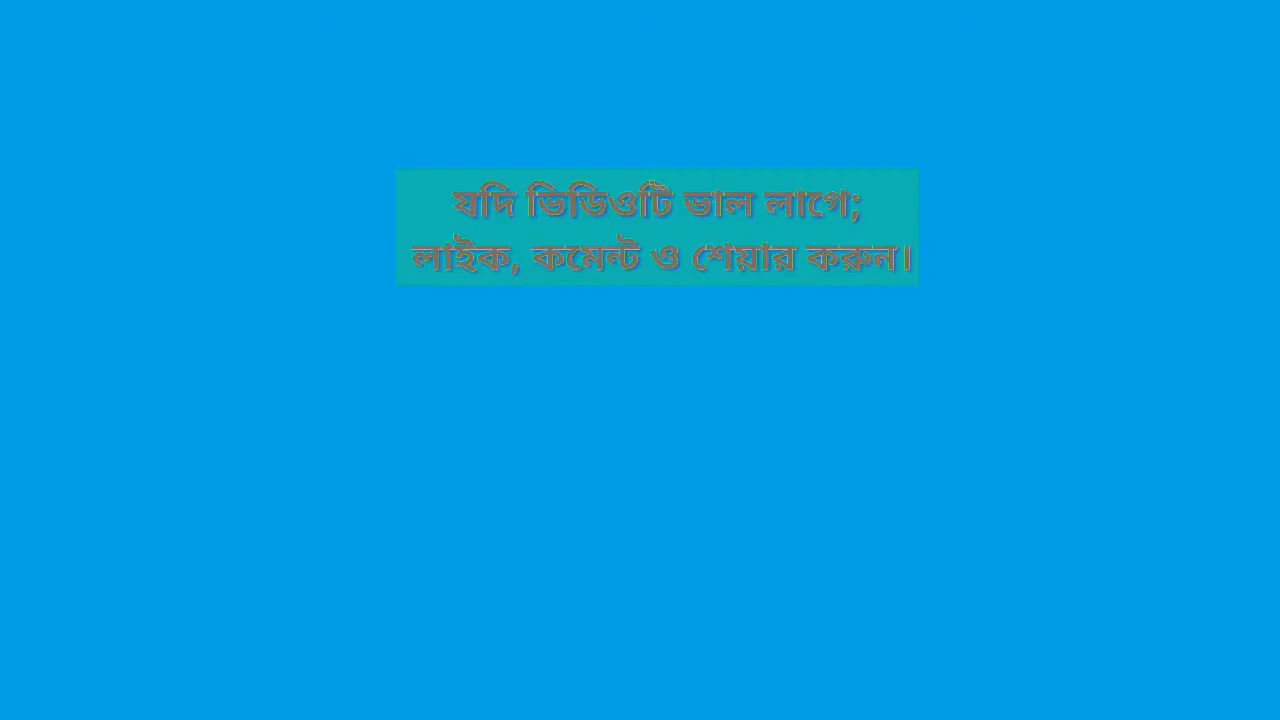 যদি ভিডিওটি ভাল লাগে;
লাইক, কমেন্ট ও শেয়ার করুন।